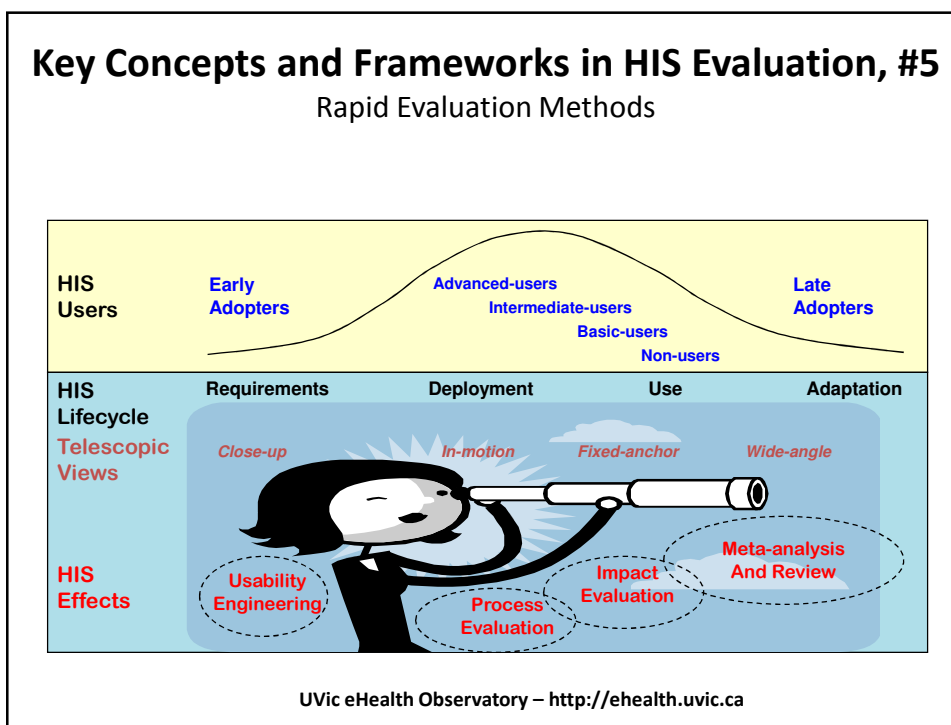 Key Concepts and Frameworks in HIS Evaluation, #5
Rapid Evaluation Methods
HIS
Users
Early
Adopters
Advanced-users
Intermediate-users
Basic-users
Non-users
Late
Adopters
HIS
Lifecycle
Requirements
Deployment
Use
Adaptation
Telescopic
Views
Close-up
In-motion
Fixed-anchor
Wide-angle
HIS
Effects
Usability
Engineering
Process
Evaluation
Impact
Evaluation
Meta-analysis
And Review
UVic eHealth Observatory – http://ehealth.uvic.ca